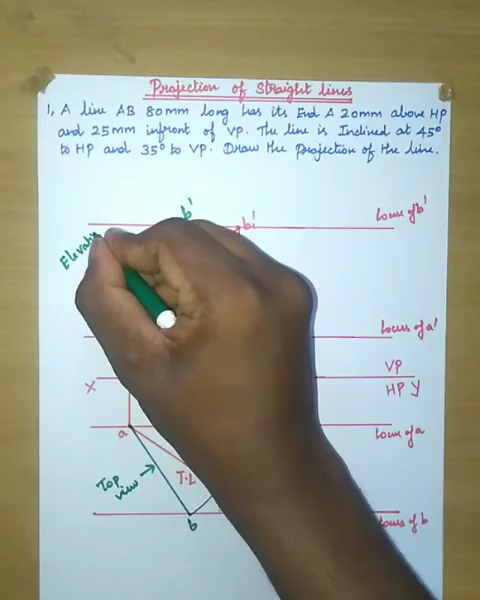 Projection of Straight lines
1, A line AB 80mm long has its End A 20mm above HP
and 25mm infront of VP. The line is Inclined at 45°
to HP and 35° to VP. Draw the Projection of the line.
b' b1' locus of b'
locus of a'
VP
X HP y
a locus of a
T.L
Top
view
b locus of b